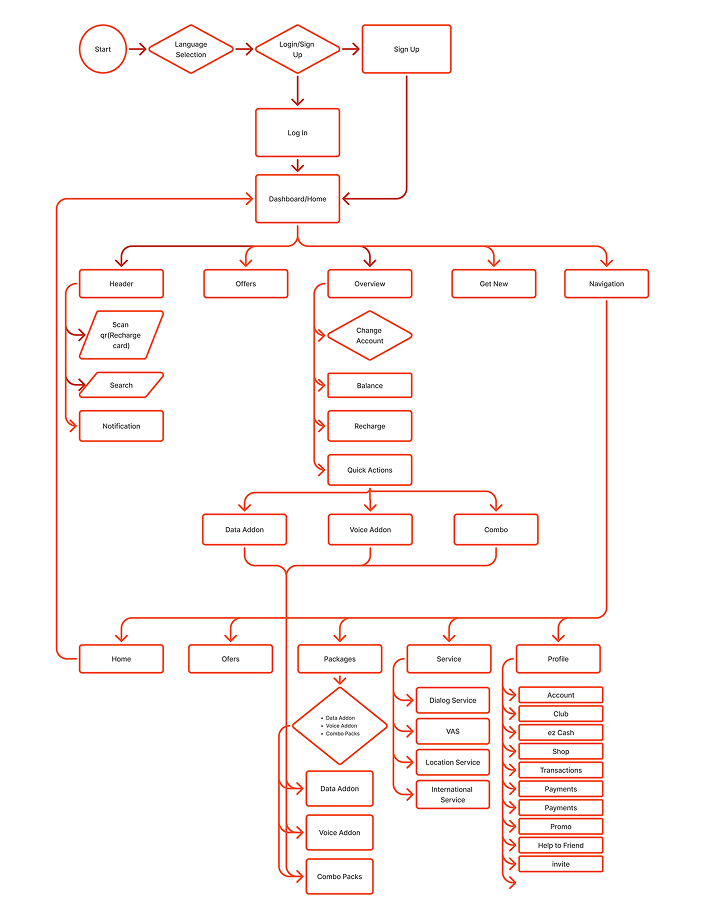 Start
Language
Selection
Login/Sign
Up
Sign Up
Log In
Dashboard/Home
Header
Offers
Overview
Get New
Navigation
Scan
qr(Recharge
card)
Change
Account
Search
Balance
Notification
Recharge
Quick Actions
Data Addon
Voice Addon
Combo
Home
Ofers
Packages
Service
Profile
Data Addon
Voice Addon
Combo Packs
Data Addon
Voice Addon
Combo Packs
Dialog Service
VAS
Location Service
International
Service
Account
Club
ez Cash
Shop
Transactions
Payments
Payments
Promo
Help to Friend
invite